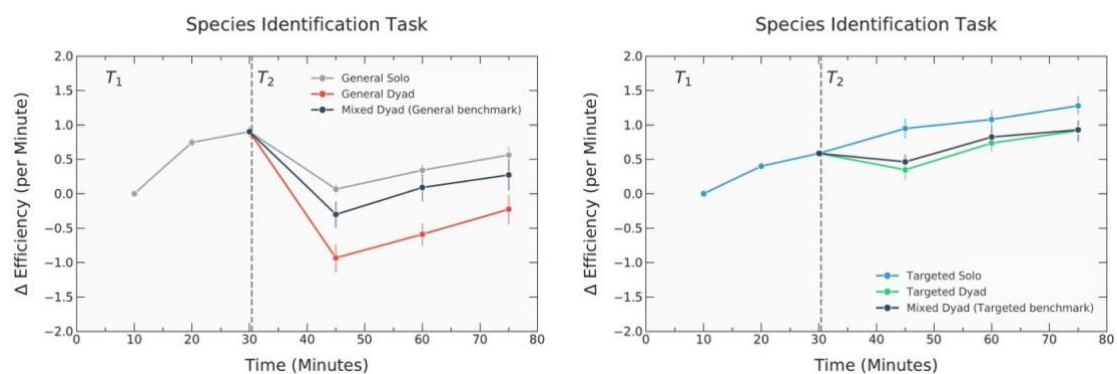 Species Identification Task
Δ Efficiency (per Minute)
2.0
1.5
1.0
0.5
0.0
−0.5
−1.0
−1.5
−2.0
T1
T2
General Solo
General Dyad
Mixed Dyad (General benchmark)
0 10 20 30 40 50 60 70 80
Time (Minutes)
Species Identification Task
Δ Efficiency (per Minute)
2.0
1.5
1.0
0.5
0.0
−0.5
−1.0
−1.5
−2.0
T1
T2
Targeted Solo
Targeted Dyad
Mixed Dyad (Targeted benchmark)
0 10 20 30 40 50 60 70 80
Time (Minutes)